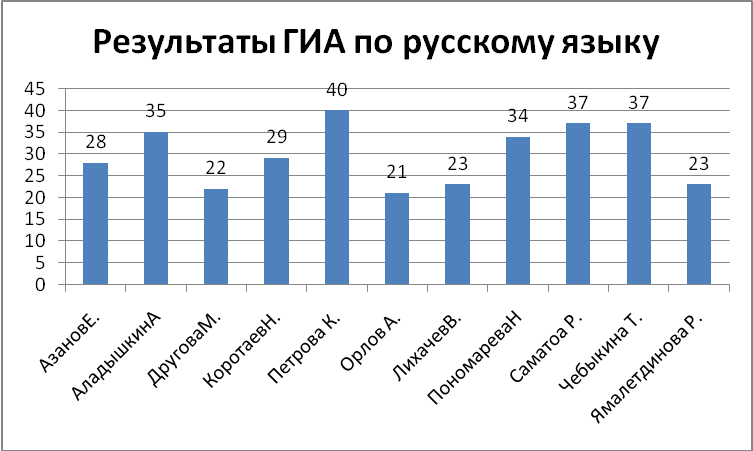 Результаты ГИА по русскому языку
45
40
35
30
25
20
15
10
5
0
28
35
22
29
40
21
23
34
37
37
23
АзановЕ.
АладышкинА
ДруговаМ.
КоротаевН.
Петрова К.
Орлов А.
ЛихачевВ.
ПономареваН
Саматоа Р.
Чебыкина Т.
Ямалетдинова Р.